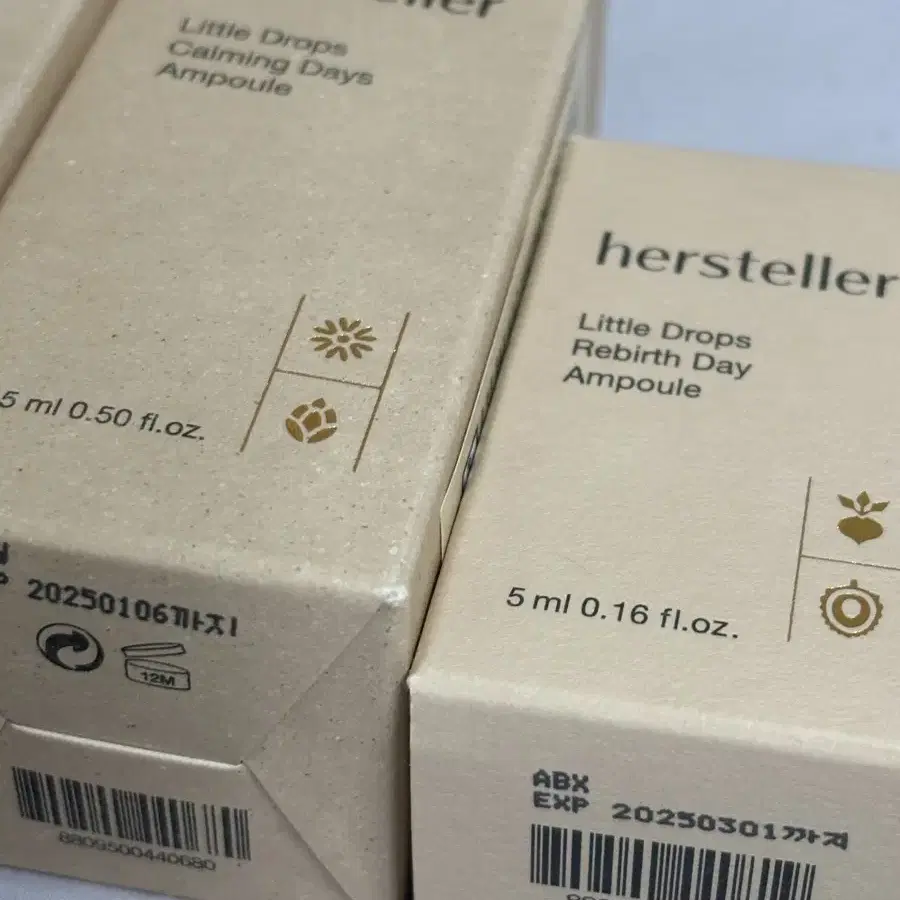 Little Drops
Calming Days
Ampoule
5 ml 0.50 fl.oz.
20250106까지
12M
8809500440680
hersteller
Little Drops
Rebirth Day
Ampoule
5 ml 0.16 fl.oz.
ABX
EXP 20250301까지